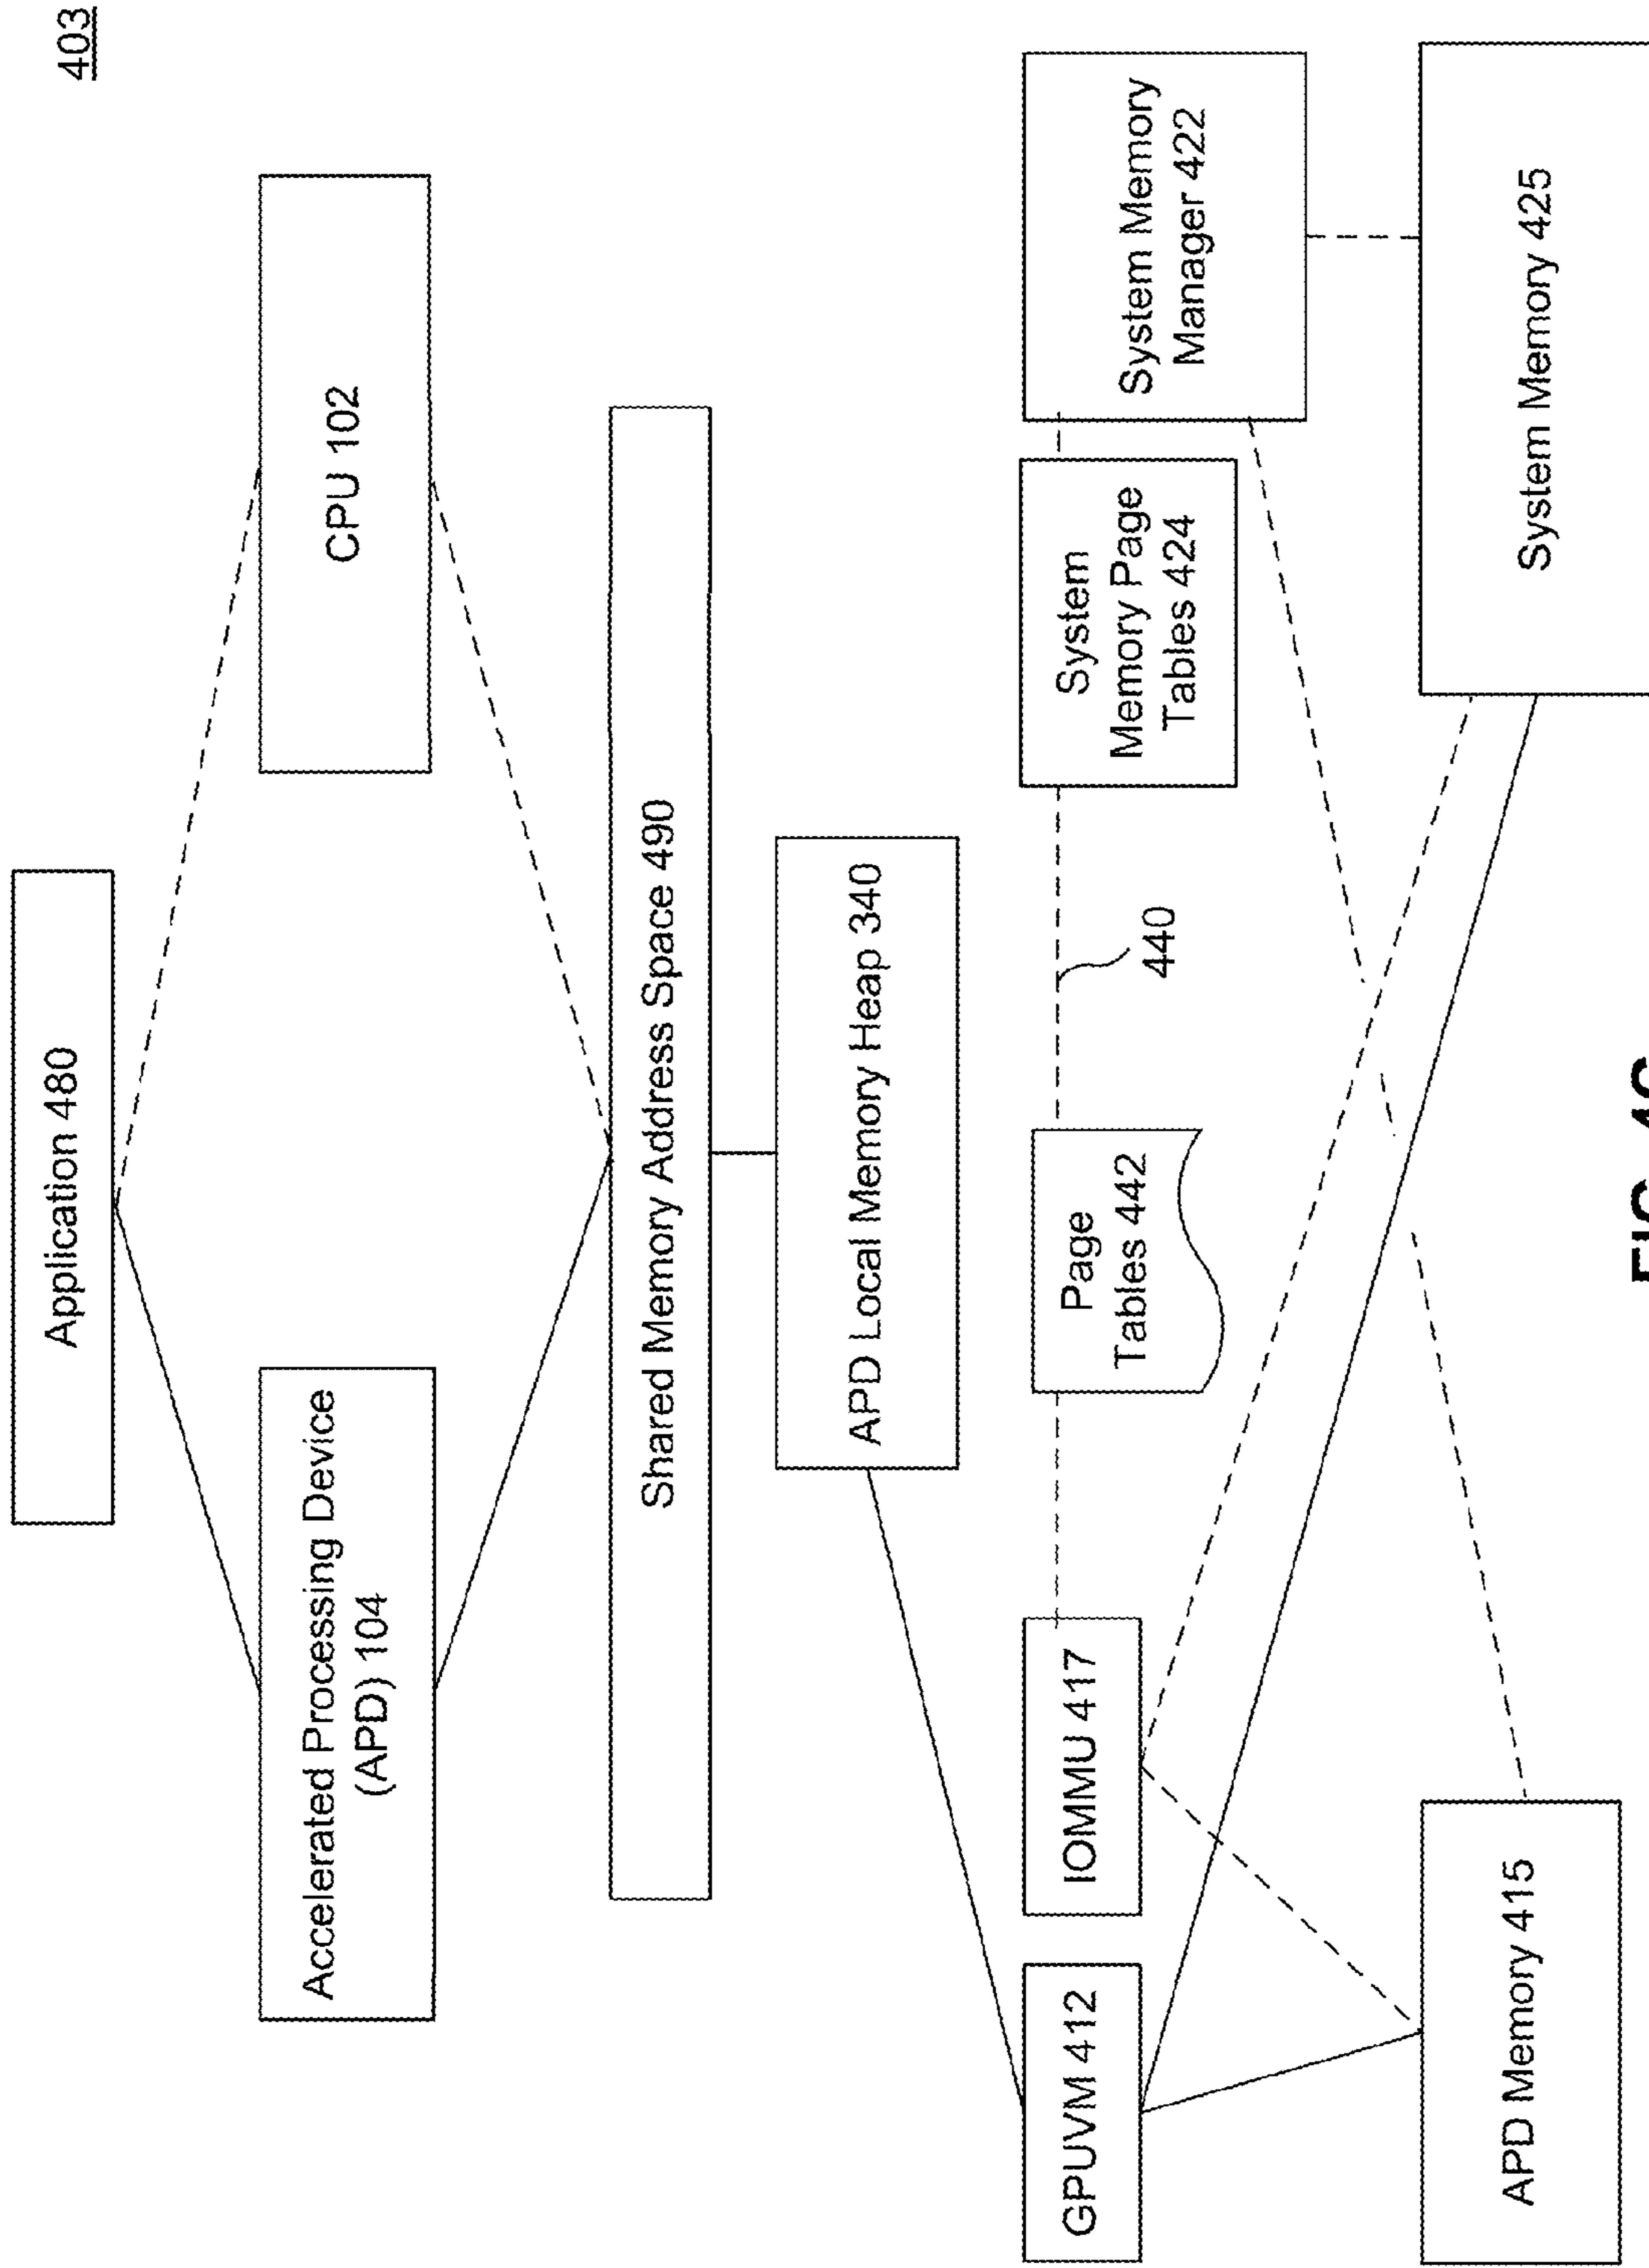 403
Application 480
Accelerated Processing Device
(APD) 104
CPU 102
Shared Memory Address Space 490
APD Local Memory Heap 340
GPUVM 412
IOMMU 417
Page
Tables 442
440
System
Memory Page
Tables 424
System Memory
Manager 422
APD Memory 415
System Memory 425